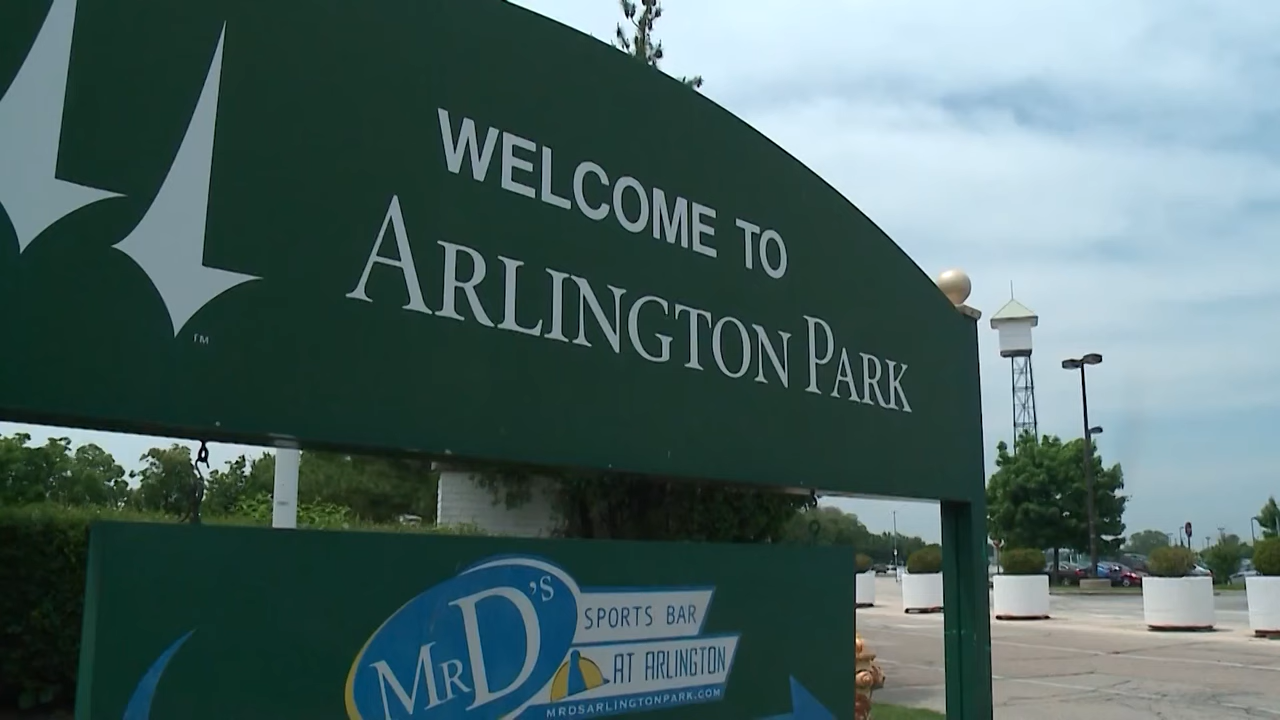 WELCOME TO
ARLINGTON PARK
TM
MR D's
SPORTS BAR
AT ARLINGTON
MRDSARLINGTONPARK.COM